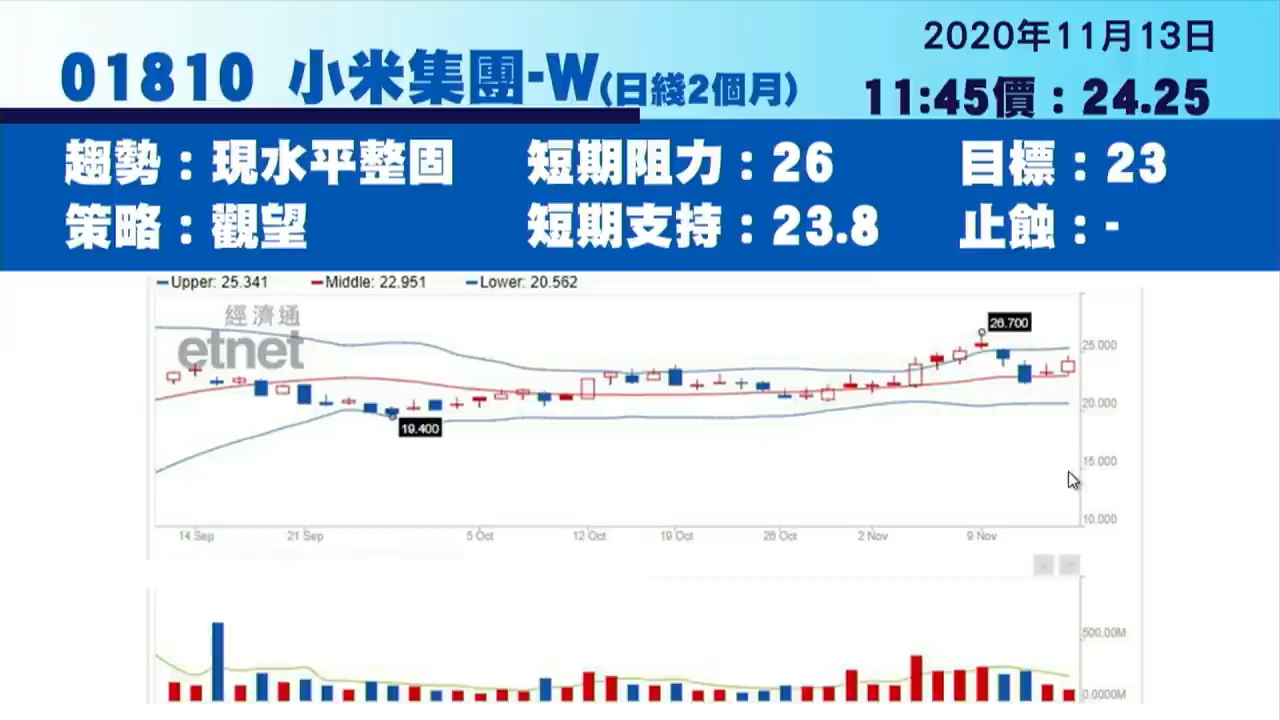 2020年11月13日
01810 小米集團-W(日綫2個月)
11:45價：24.25
趨勢：現水平整固 短期阻力：26 目標：23
策略：觀望 短期支持：23.8 止蝕：-
Upper: 25.341 Middle: 22.951 Lower: 20.562
經濟通
etnet
26.700
25.000
20.000
19.400
15.000
10.000
14 Sep 21 Sep 5 Oct 12 Oct 19 Oct 26 Oct 2 Nov 9 Nov
500.00M
0.0000M